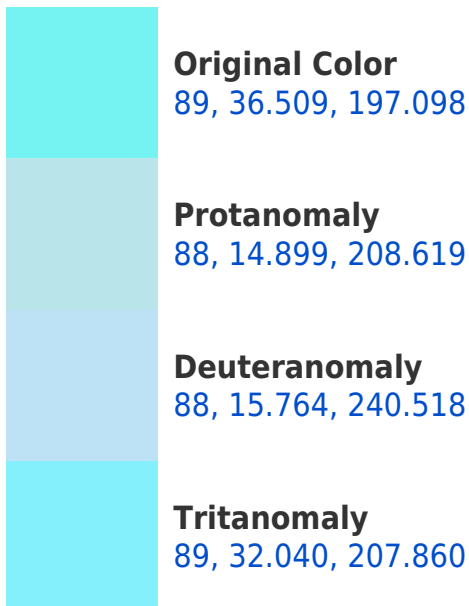 Original Color
89, 36.509, 197.098
Protanomaly
88, 14.899, 208.619
Deuteranomaly
88, 15.764, 240.518
Tritanomaly
89, 32.040, 207.860